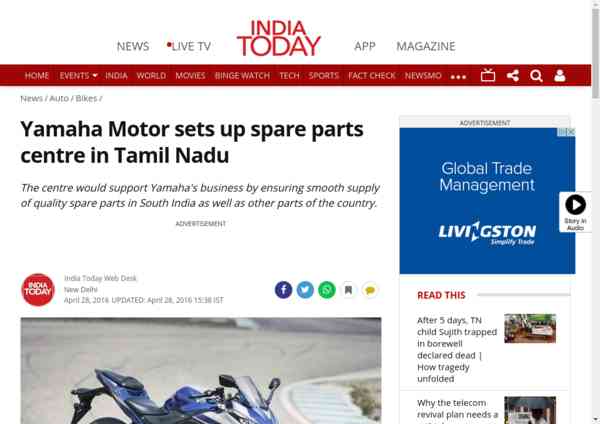 NEWS
LIVE TV
INDIA
TODAY
APP
MAGAZINE
HOME EVENTS INDIA WORLD MOVIES BINGE WATCH TECH SPORTS FACT CHECK NEWSMO
News / Auto / Bikes /
Yamaha Motor sets up spare parts
centre in Tamil Nadu
The centre would support Yamaha's business by ensuring smooth supply
of quality spare parts in South India as well as other parts of the country.
ADVERTISEMENT
INDIA
TODAY
India Today Web Desk
New Delhi
April 28, 2016 UPDATED: April 28, 2016 15:38 IST
ADVERTISEMENT
Global Trade
Management
LIVINGSTON
Simplify Trade
Story in
Audio
READ THIS
After 5 days, TN
child Sujith trapped
in borewell
declared dead |
How tragedy
unfolded
Why the telecom
revival plan needs a